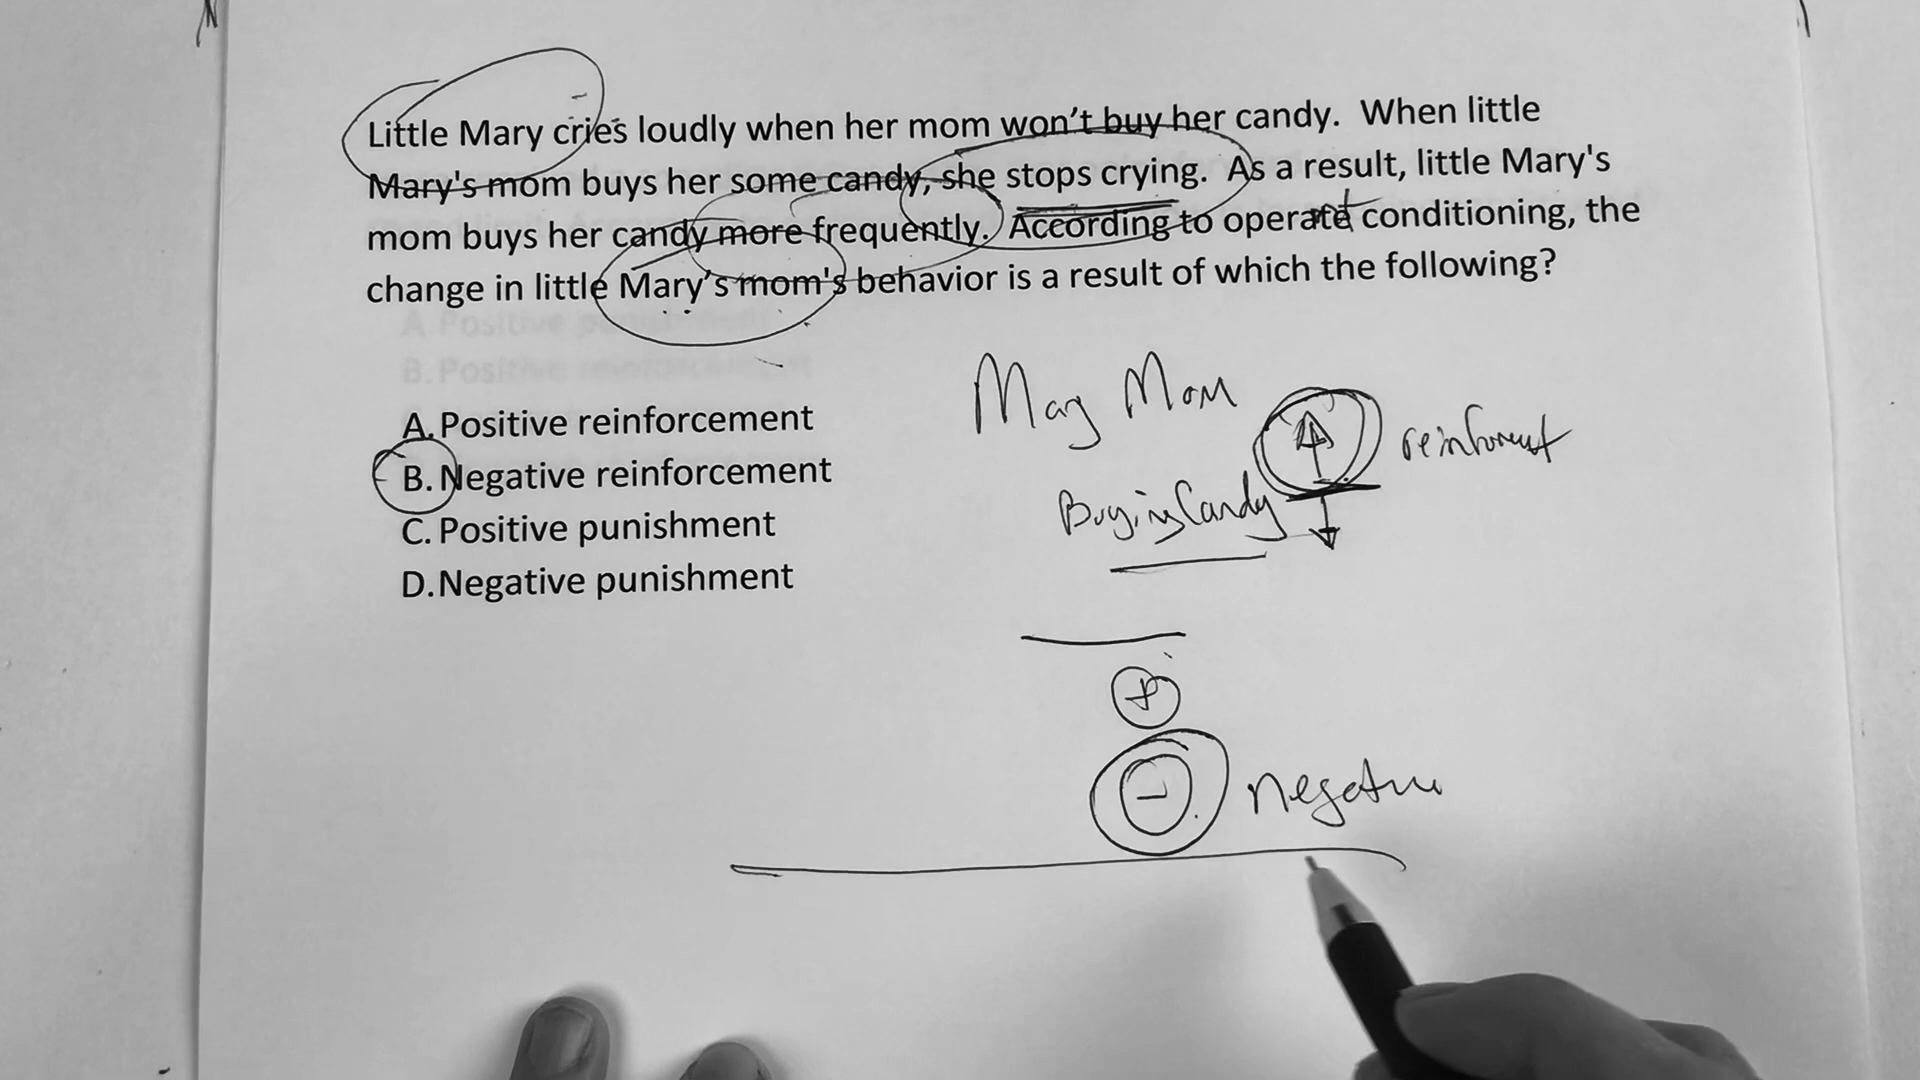 Little Mary cries loudly when her mom won't buy her candy. When little
Mary's mom buys her some candy, she stops crying. As a result, little Mary's
mom buys her candy more frequently. According to operant conditioning, the
change in little Mary's mom's behavior is a result of which the following?
A. Positive
B. Positive
A. Positive reinforcement
B. Negative reinforcement
C. Positive punishment
D. Negative punishment
Mary Mom
reinforcement
Buying Candy
+
-
negative